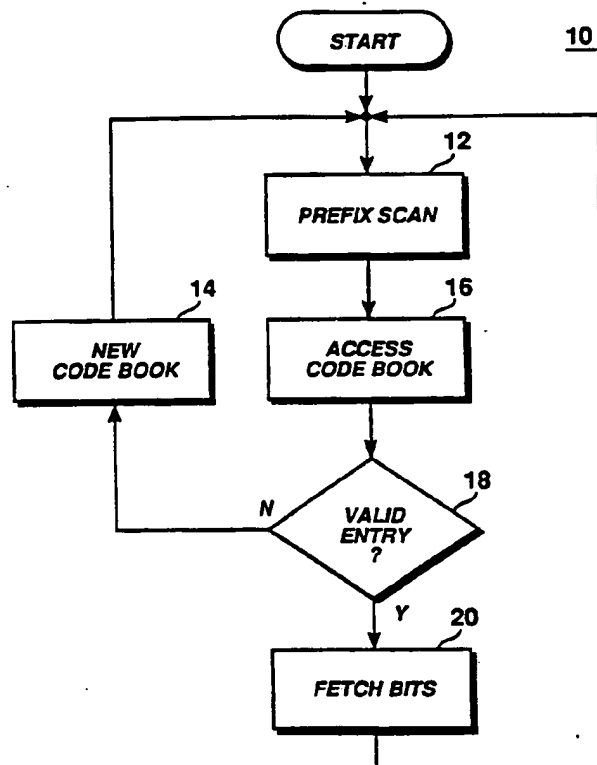 START
10
12
PREFIX SCAN
14
16
NEW
CODE BOOK
ACCESS
CODE BOOK
18
N
VALID
ENTRY
?
Y
20
FETCH BITS